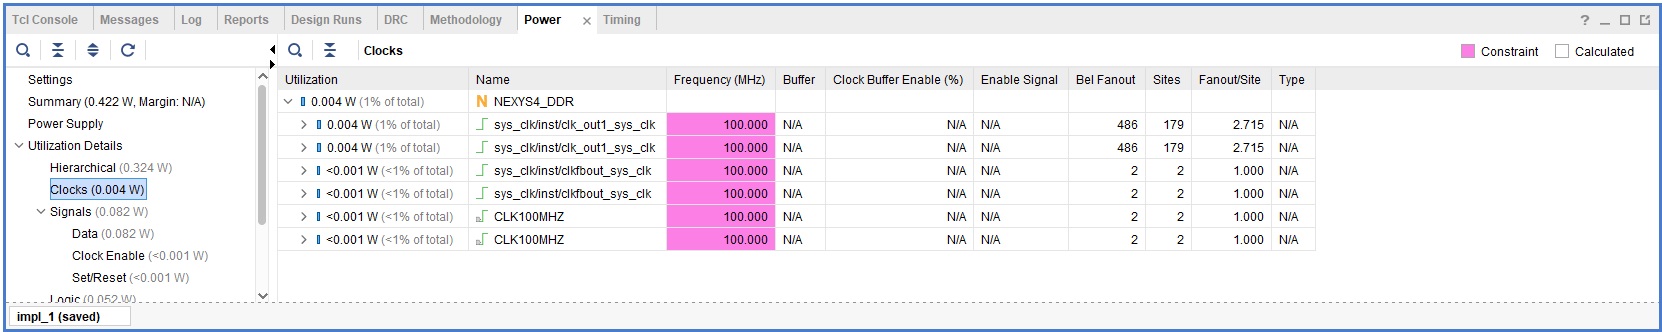 Tcl Console Messages Log Reports Design Runs DRC Methodology Power × Timing ?
Clocks Constraint Calculated
Settings
Summary (0.422 W, Margin: N/A)
Power Supply
Utilization Details
Hierarchical (0.324 W)
Clocks (0.004 W)
Signals (0.082 W)
Data (0.082 W)
Clock Enable (<0.001 W)
Set/Reset (<0.001 W)
Logic (0.052 W)
Utilization Name Frequency (MHz) Buffer Clock Buffer Enable (%) Enable Signal Bel Fanout Sites Fanout/Site Type
0.004 W (1% of total) N NEXYS4_DDR
0.004 W (1% of total) sys_clk/inst/clk_out1_sys_clk 100.000 N/A N/A N/A 486 179 2.715 N/A
0.004 W (1% of total) sys_clk/inst/clk_out1_sys_clk 100.000 N/A N/A N/A 486 179 2.715 N/A
<0.001 W (<1% of total) sys_clk/inst/clkfbout_sys_clk 100.000 N/A N/A N/A 2 2 1.000 N/A
<0.001 W (<1% of total) sys_clk/inst/clkfbout_sys_clk 100.000 N/A N/A N/A 2 2 1.000 N/A
<0.001 W (<1% of total) CLK100MHZ 100.000 N/A N/A N/A 2 2 1.000 N/A
<0.001 W (<1% of total) CLK100MHZ 100.000 N/A N/A N/A 2 2 1.000 N/A
impl_1 (saved)